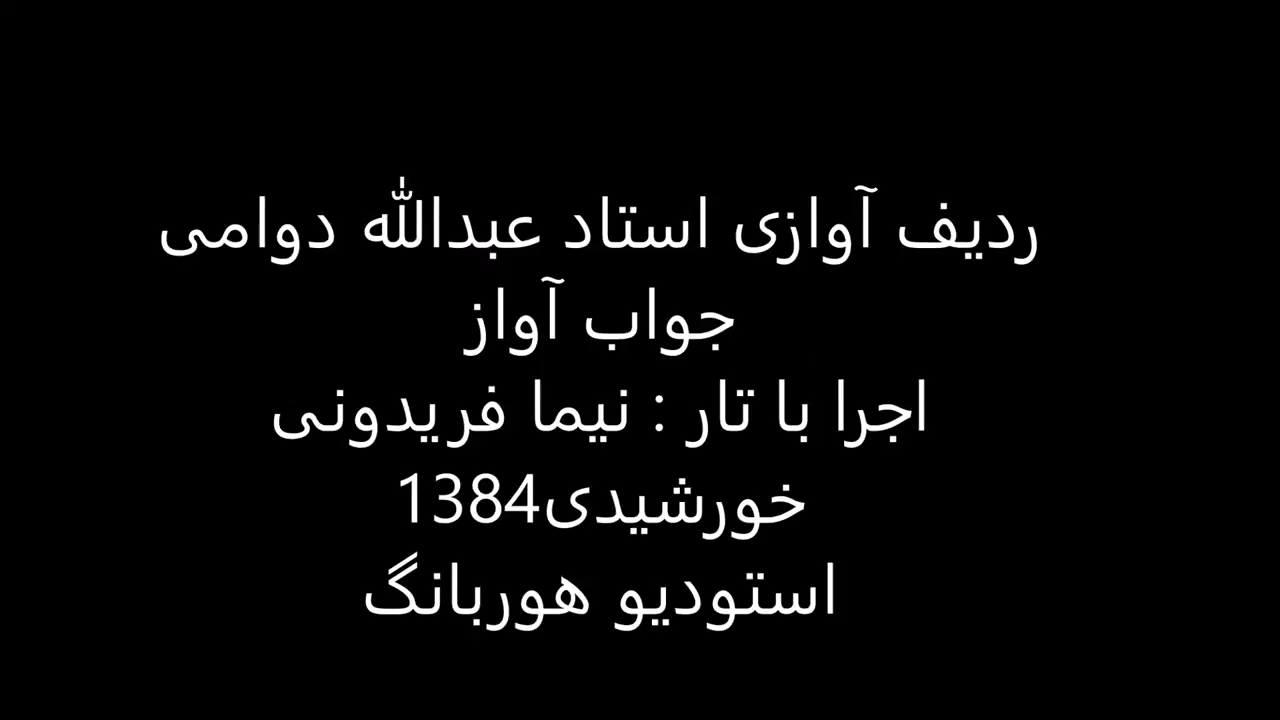 ردیف آوازی استاد عبدالله دوامی
جواب آواز
اجرا با تار : نیما فریدونی
خورشیدی1384
استودیو هوربانگ